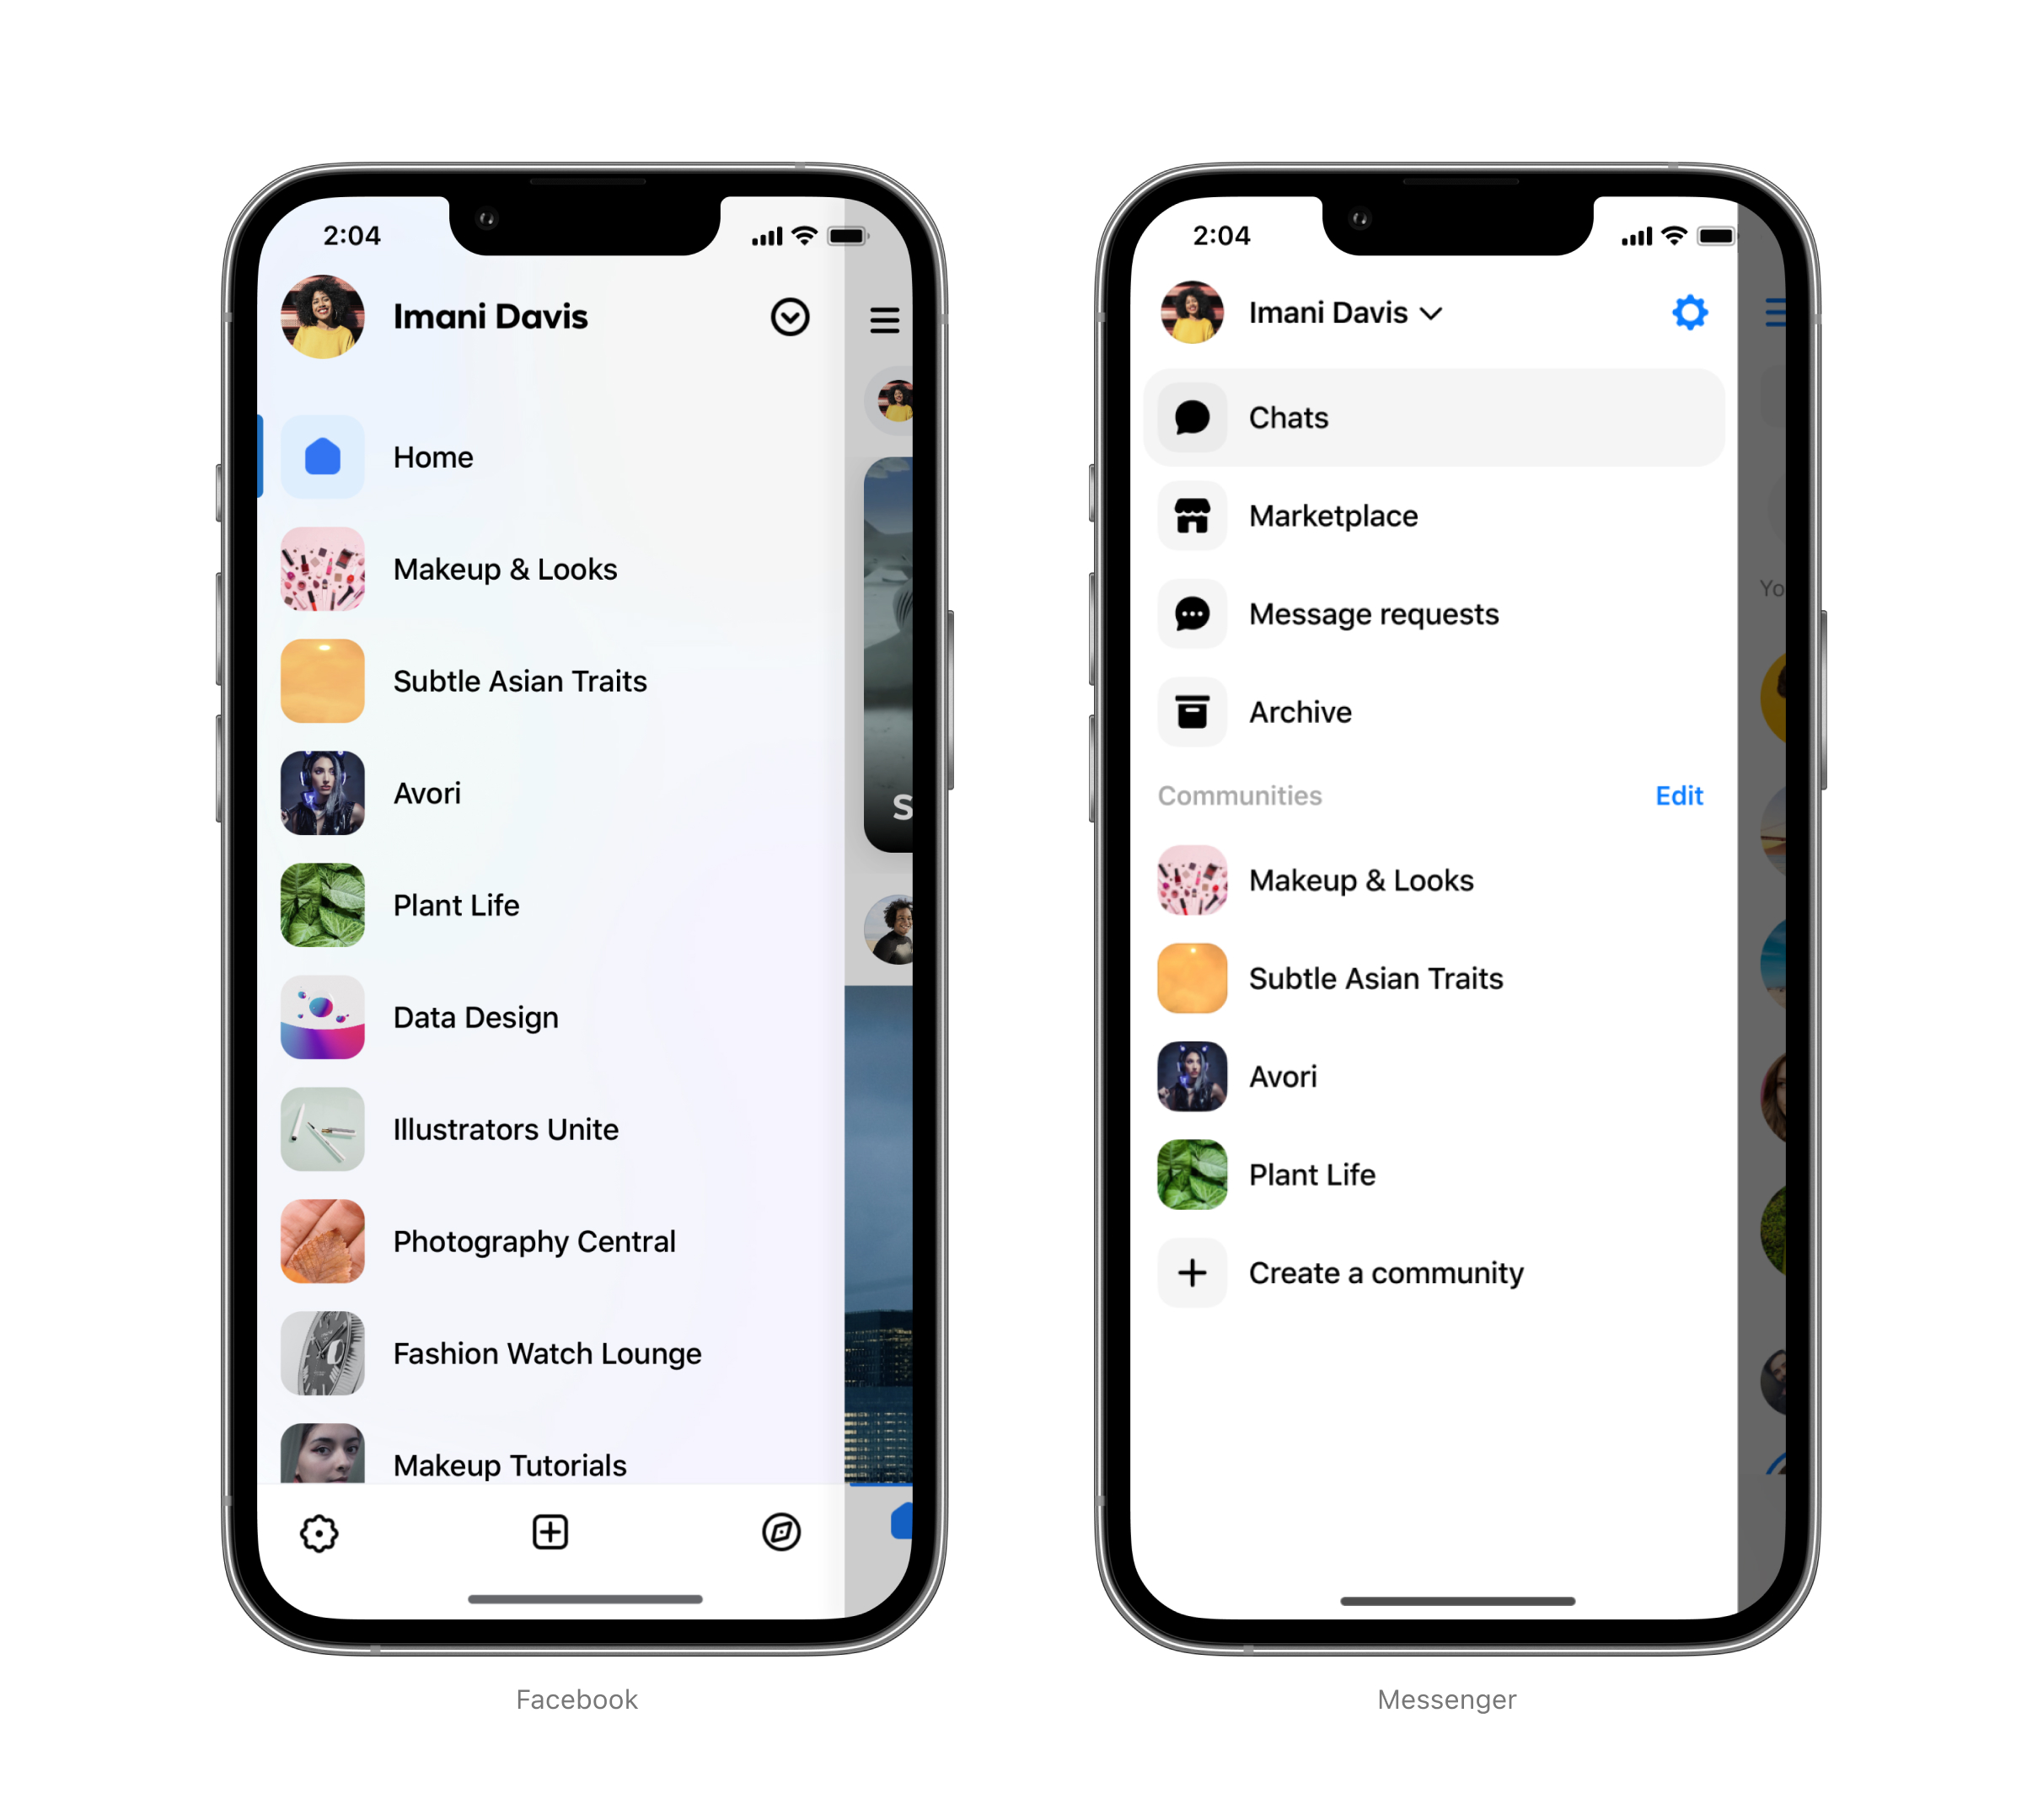 2:04
Imani Davis
Home
Makeup & Looks
Subtle Asian Traits
Avori
Plant Life
Data Design
Illustrators Unite
Photography Central
Fashion Watch Lounge
Makeup Tutorials
S
Facebook
2:04
Imani Davis
Chats
Marketplace
Message requests
Archive
Communities Edit
Makeup & Looks
Subtle Asian Traits
Avori
Plant Life
Create a community
Yo
Messenger